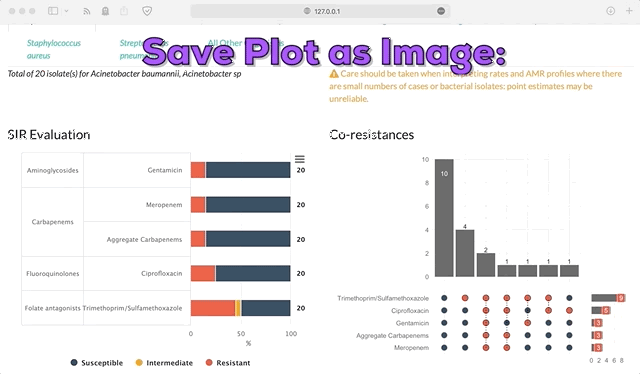 127.0.0.1
Staphylococcus
aureus
All Other
Save Plot as Image:
Total of 20 isolate(s) for Acinetobacter baumannii, Acinetobacter sp
Care should be taken when interpreting rates and AMR profiles where there
are small numbers of cases or bacterial isolates; point estimates may be
unreliable.
SIR Evaluation
Aminoglycosides Gentamicin 20
Meropenem 20
Carbapenems
Aggregate Carbapenems 20
Fluoroquinolones Ciprofloxacin 20
Folate antagonists Trimethoprim/Sulfamethoxazole 20
0 50 100
%
Susceptible Intermediate Resistant
Co-resistances
10
8
6
4
2
0
10 4 2 1 1 1 1
Trimethoprim/Sulfamethoxazole 9
Ciprofloxacin 5
Gentamicin 3
Aggregate Carbapenems 3
Meropenem 3
0 2 4 6 8